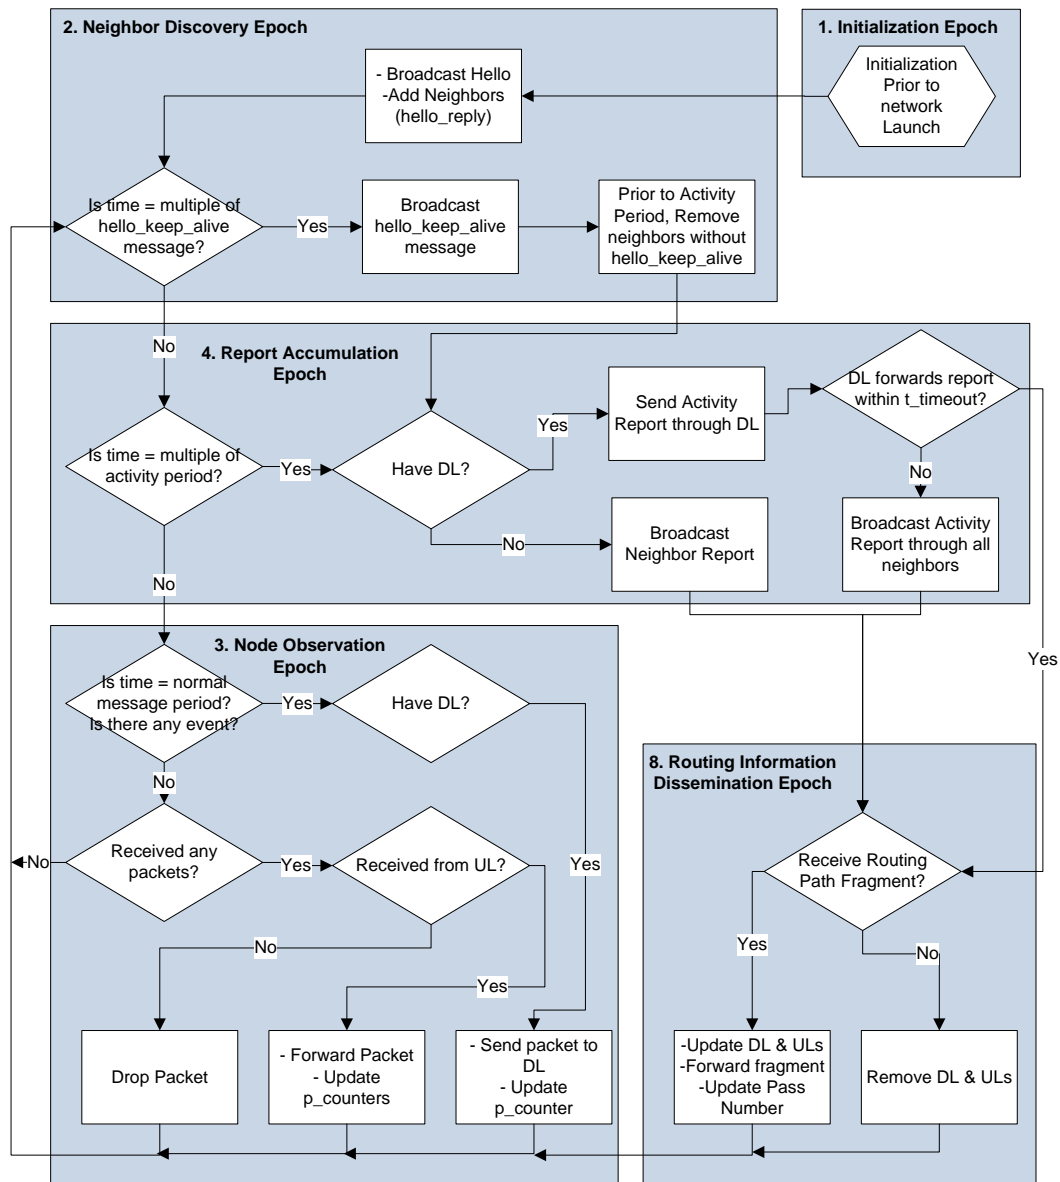 2. Neighbor Discovery Epoch
1. Initialization Epoch
- Broadcast Hello
-Add Neighbors
(hello_reply)
Initialization
Prior to
network
Launch
Is time = multiple of
hello_keep_alive
message?
Yes
Broadcast
hello_keep_alive
message
Prior to Activity
Period, Remove
neighbors without
hello_keep_alive
No
4. Report Accumulation
Epoch
Is time = multiple of
activity period?
Yes
Have DL?
Yes
Send Activity
Report through DL
DL forwards report
within t_timeout?
No
No
Broadcast
Neighbor Report
Broadcast Activity
Report through all
neighbors
No
Yes
3. Node Observation
Epoch
Is time = normal
message period?
Is there any event?
Yes
Have DL?
No
Received any
packets?
No
Yes
Received from UL?
Yes
No
Yes
Drop Packet
- Forward Packet
- Update
p_counters
- Send packet to
DL
- Update
p_counter
8. Routing Information
Dissemination Epoch
Receive Routing
Path Fragment?
Yes
No
-Update DL & ULs
-Forward fragment
-Update Pass
Number
Remove DL & ULs